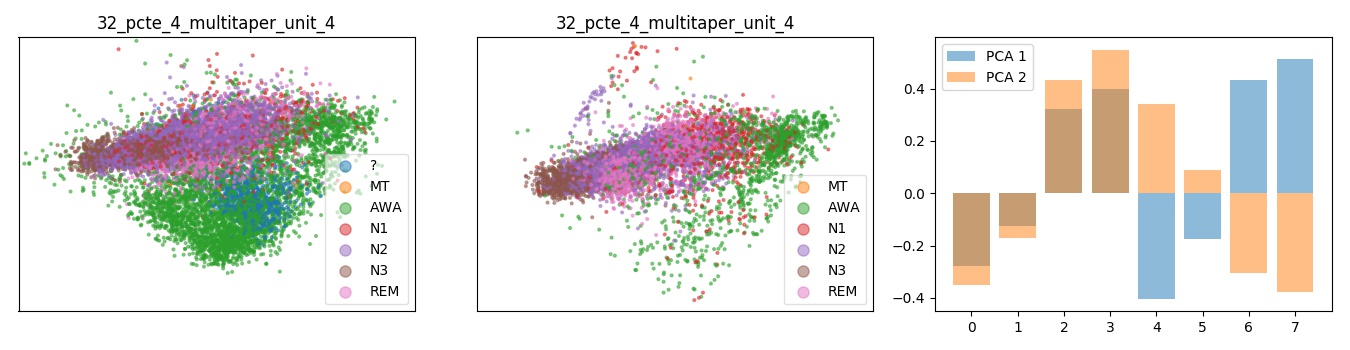 32_pcte_4_multitaper_unit_4
?
MT
AWA
N1
N2
N3
REM
32_pcte_4_multitaper_unit_4
MT
AWA
N1
N2
N3
REM
PCA 1
PCA 2
0.4
0.2
0.0
−0.2
−0.4
0 1 2 3 4 5 6 7